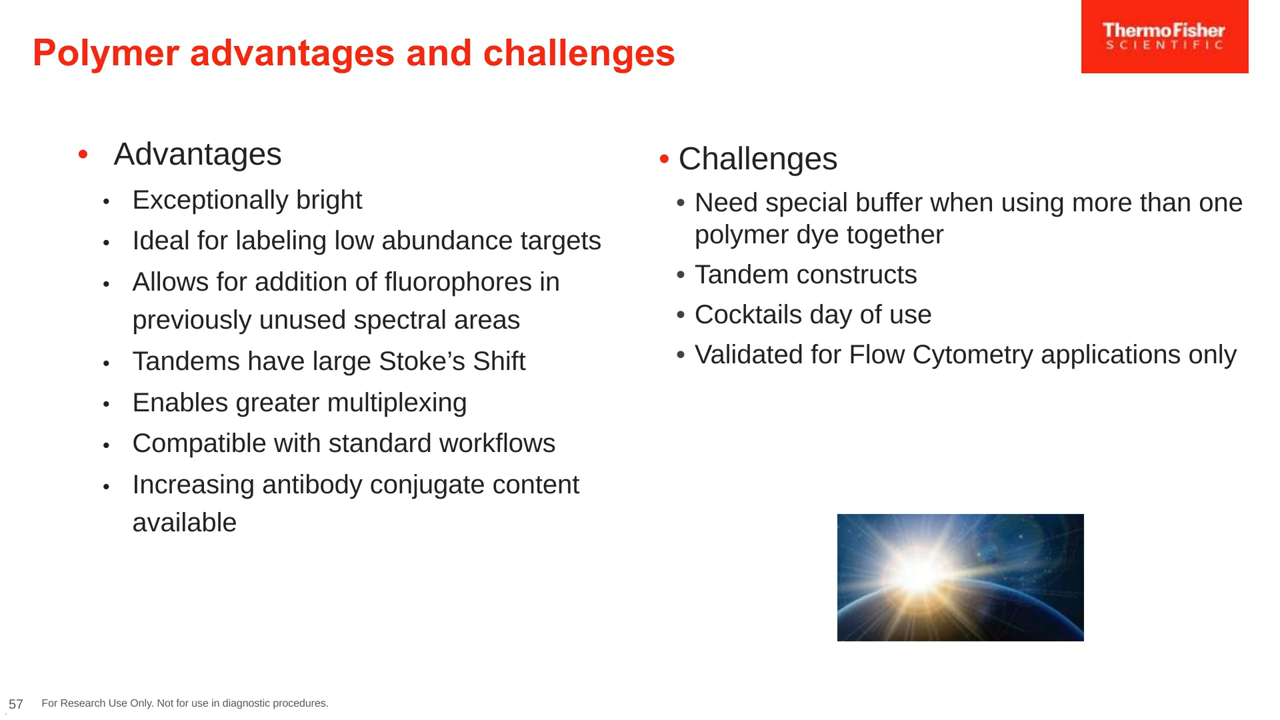 Polymer advantages and challenges
ThermoFisher
SCIENTIFIC
• Advantages
• Exceptionally bright
• Ideal for labeling low abundance targets
• Allows for addition of fluorophores in
previously unused spectral areas
• Tandems have large Stoke’s Shift
• Enables greater multiplexing
• Compatible with standard workflows
• Increasing antibody conjugate content
available
• Challenges
• Need special buffer when using more than one
polymer dye together
• Tandem constructs
• Cocktails day of use
• Validated for Flow Cytometry applications only
57 For Research Use Only. Not for use in diagnostic procedures.